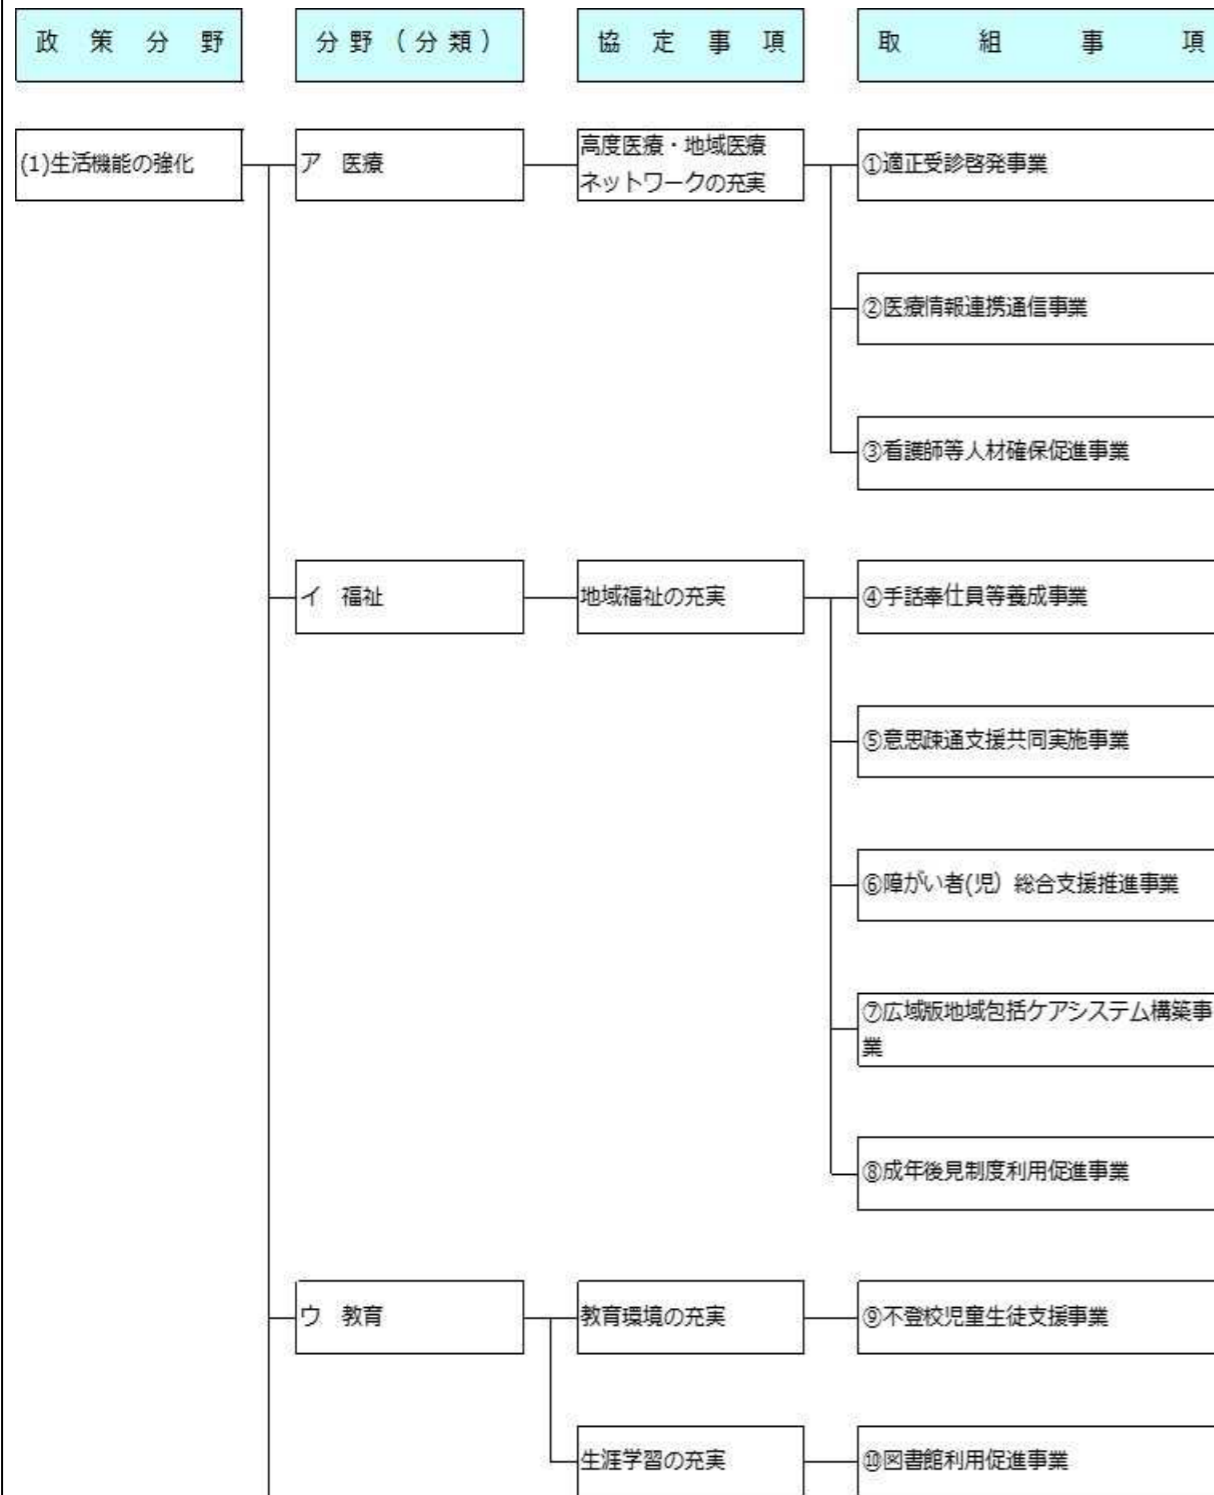 政策分野
分野（分類）
協定事項
取組事項
(1)生活機能の強化
ア　医療
高度医療・地域医療
ネットワークの充実
①適正受診啓発事業
②医療情報連携通信事業
③看護師等人材確保促進事業
イ　福祉
地域福祉の充実
④手話奉仕員等養成事業
⑤意思疎通支援共同実施事業
⑥障がい者(児）総合支援推進事業
⑦広域版地域包括ケアシステム構築事
業
⑧成年後見制度利用促進事業
ウ　教育
教育環境の充実
⑨不登校児童生徒支援事業
生涯学習の充実
⑩図書館利用促進事業